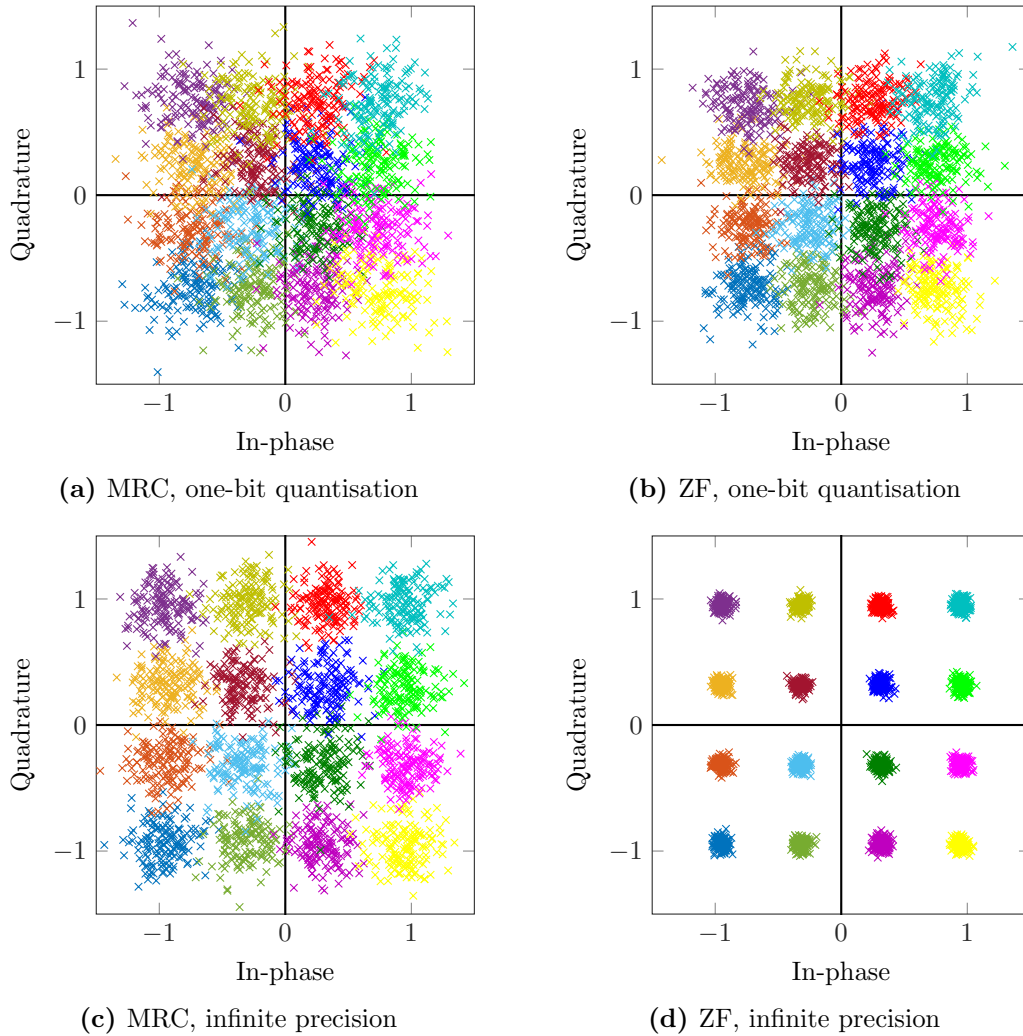 1
0
−1
Quadrature
−1 0 1
In-phase
(a) MRC, one-bit quantisation
1
0
−1
Quadrature
−1 0 1
In-phase
(b) ZF, one-bit quantisation
1
0
−1
Quadrature
−1 0 1
In-phase
(c) MRC, infinite precision
1
0
−1
Quadrature
−1 0 1
In-phase
(d) ZF, infinite precision